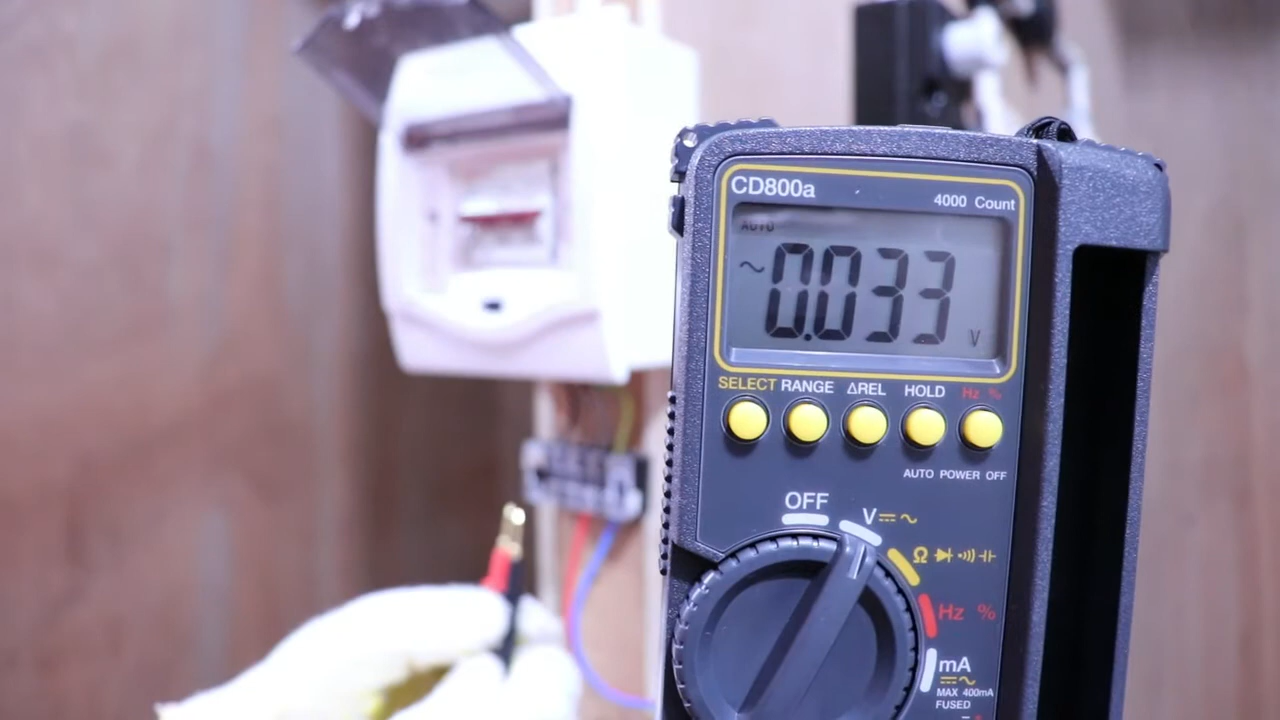 CD800a
4000 Count
AUTO
~ 0.033 V
SELECT RANGE ΔREL HOLD Hz %
AUTO POWER OFF
OFF
V ⎓ ~
Ω
Hz %
mA
⎓ ~
MAX 400mA
FUSED